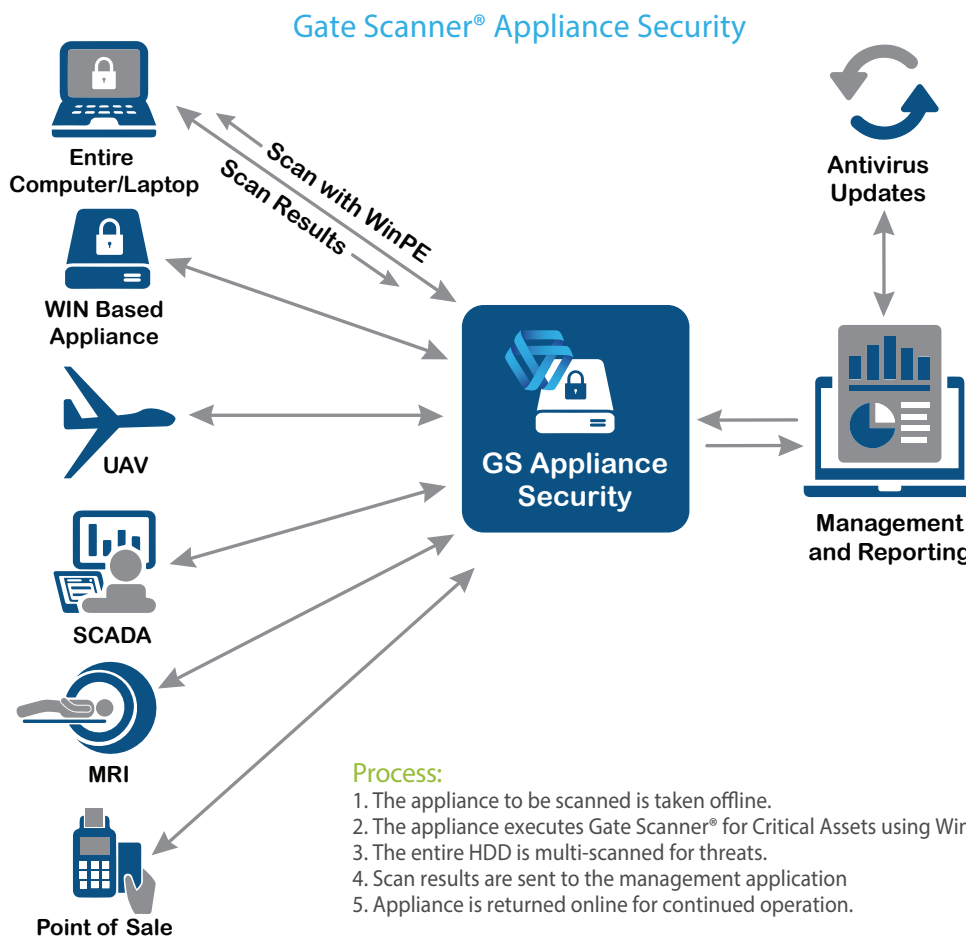 Gate Scanner® Appliance Security
Entire
Computer/Laptop
Scan with WinPE
Scan Results
WIN Based
Appliance
UAV
SCADA
MRI
Point of Sale
GS Appliance
Security
Antivirus
Updates
Management
and Reporting
Process:
1. The appliance to be scanned is taken offline.
2. The appliance executes Gate Scanner® for Critical Assets using
3. The entire HDD is multi-scanned for threats.
4. Scan results are sent to the management application
5. Appliance is returned online for continued operation.